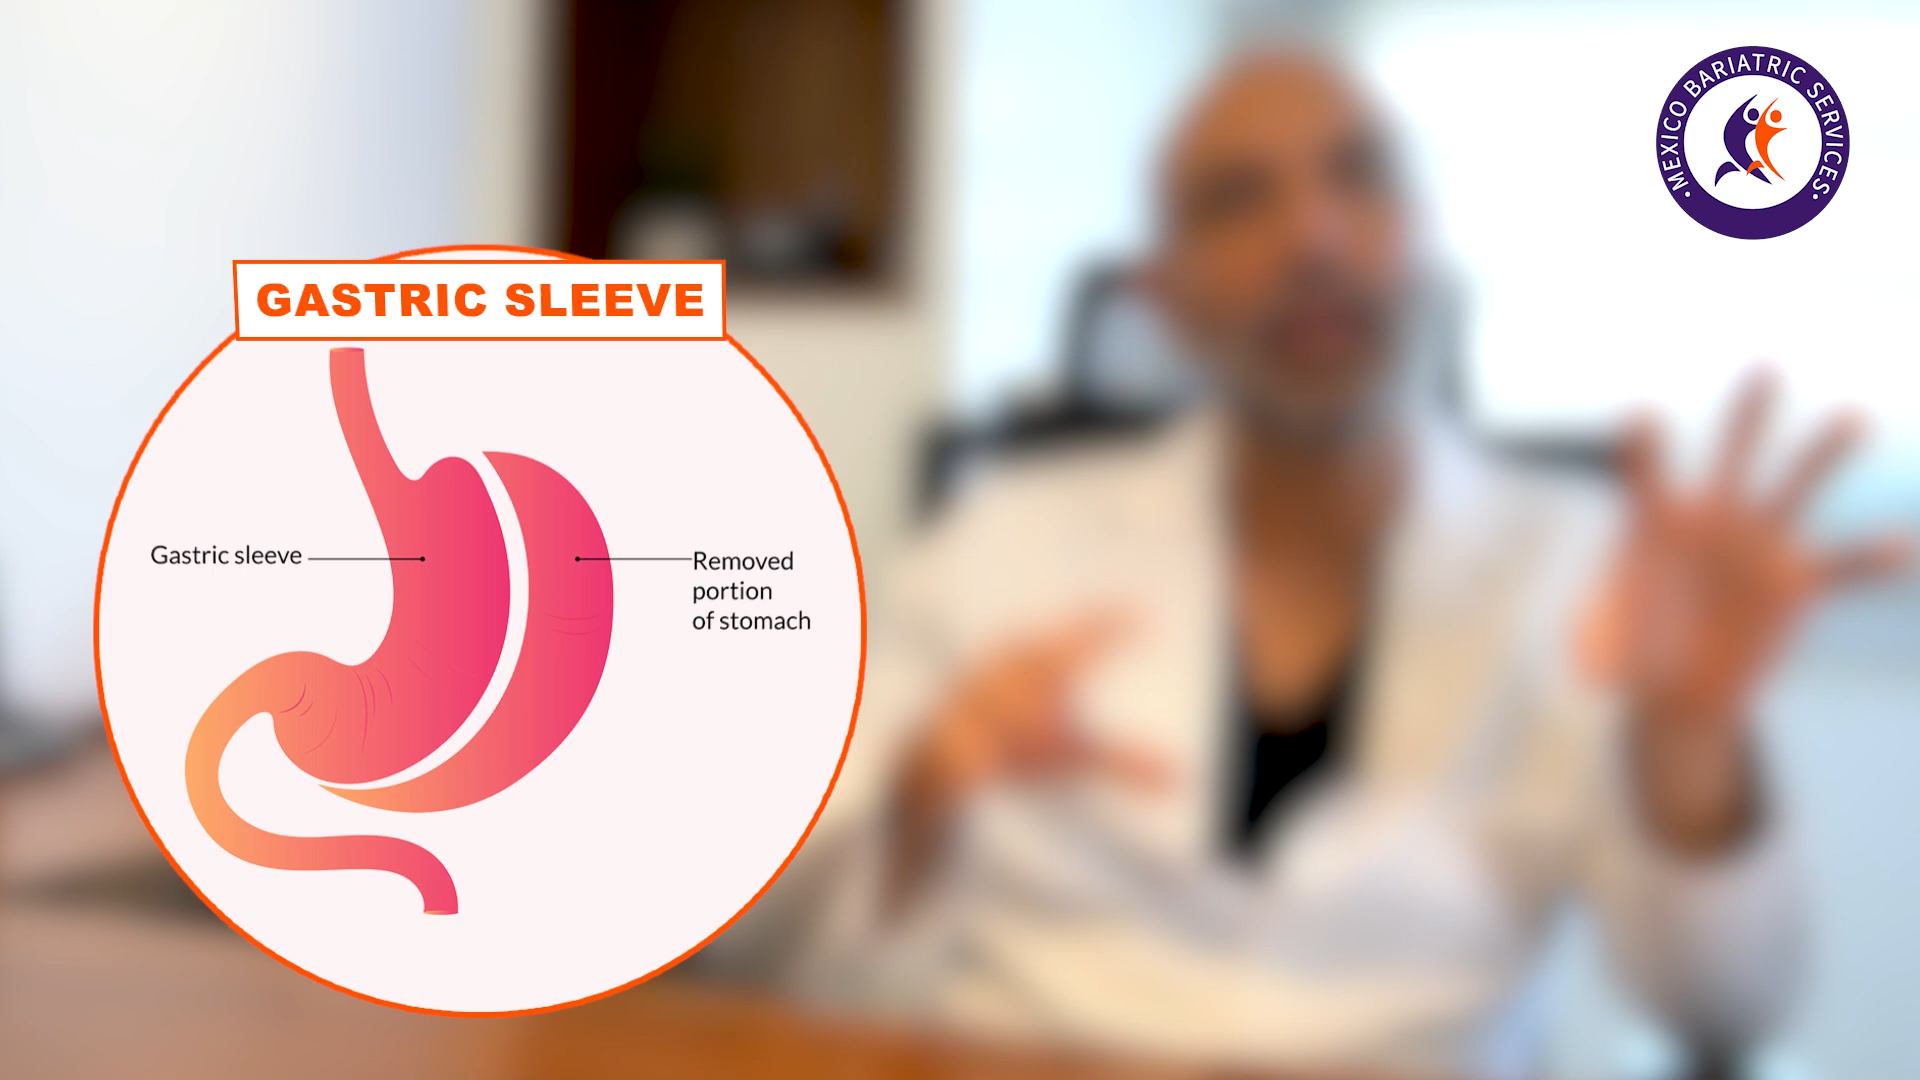 GASTRIC SLEEVE
Gastric sleeve
Removed
portion
of stomach
• MEXICO BARIATRIC SERVICES •